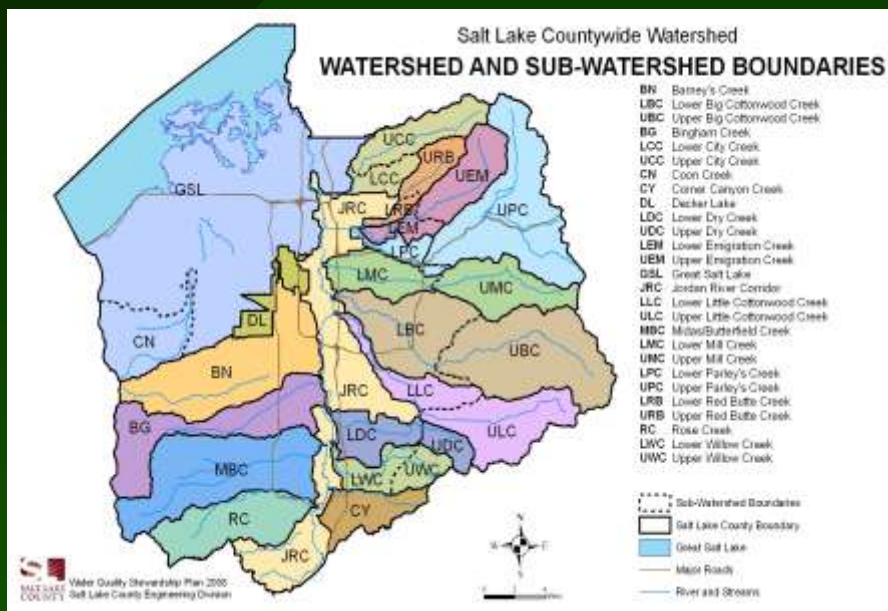 Salt Lake Countywide Watershed
WATERSHED AND SUB-WATERSHED BOUNDARIES
BN Barney's Creek
LBC Lower Big Cottonwood Creek
UBC Upper Big Cottonwood Creek
BG Bingham Creek
LCC Lower City Creek
UCC Upper City Creek
CN Coon Creek
CY Corner Canyon Creek
DL Decker Lake
LDC Lower Dry Creek
UDC Upper Dry Creek
LEM Lower Emigration Creek
UEM Upper Emigration Creek
GSL Great Salt Lake
JRC Jordan River Corridor
LLC Lower Little Cottonwood Creek
ULC Upper Little Cottonwood Creek
MBC Midas/Butterfield Creek
LMC Lower Mill Creek
UMC Upper Mill Creek
LPC Lower Parley's Creek
UPC Upper Parley's Creek
LRB Lower Red Butte Creek
URB Upper Red Butte Creek
RC Rose Creek
LWC Lower Willow Creek
UWC Upper Willow Creek
UCC
URB
LCC
UEM
GSL
JRC
LRB
UPC
LEM
LPC
LMC
UMC
DL
LBC
CN
UBC
BN
JRC
LLC
BG
LDC
ULC
UDC
MBC
UWC
LWC
RC
CY
JRC
Sub-Watershed Boundaries
Salt Lake County Boundary
Great Salt Lake
Major Roads
River and Streams
N
W E
S
SL
SALT LAKE
COUNTY
Water Quality Stewardship Plan 2008
Salt Lake County Engineering Division